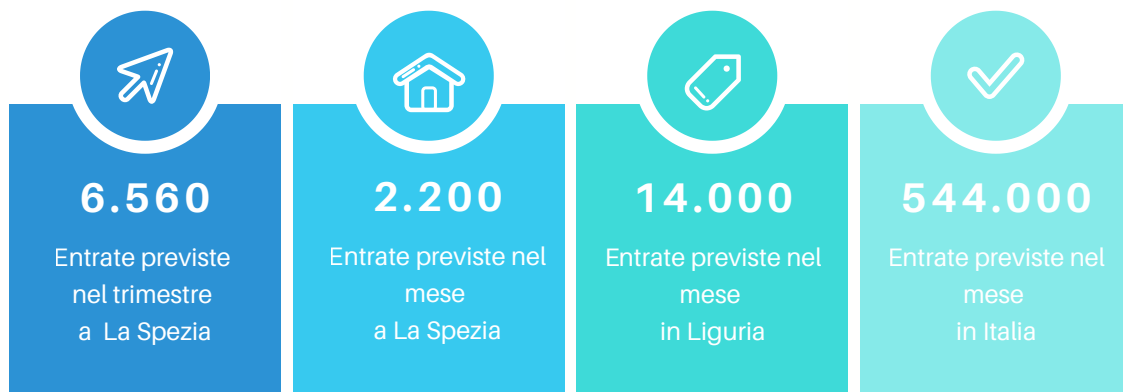 6.560
Entrate previste
nel trimestre
a La Spezia
2.200
Entrate previste nel
mese
a La Spezia
14.000
Entrate previste nel
mese
in Liguria
544.000
Entrate previste nel
mese
in Italia